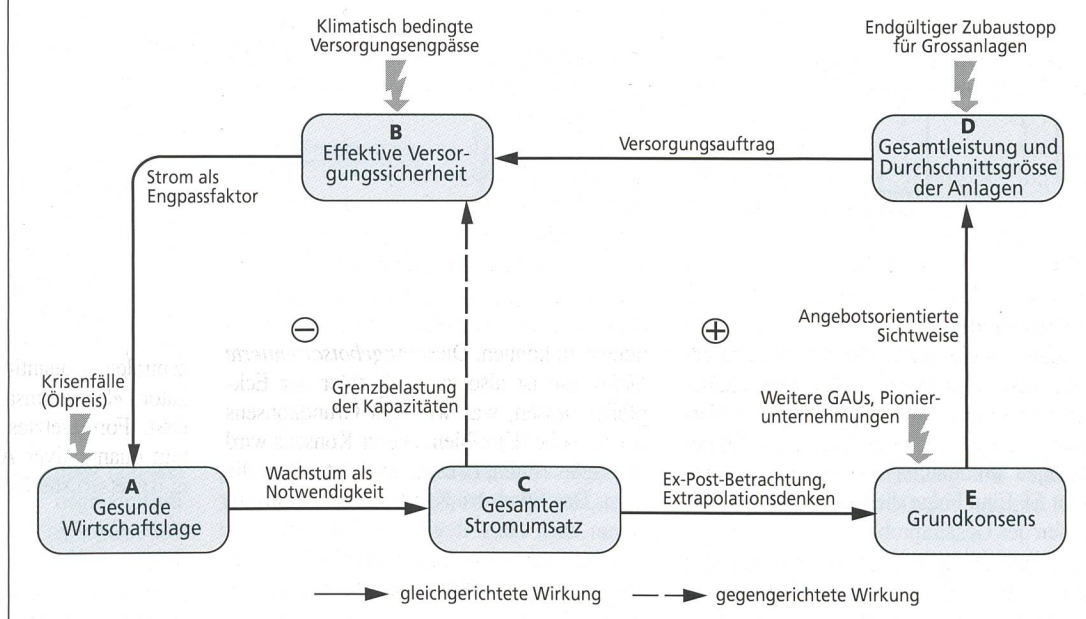 Klimatisch bedingte
Versorgungsengpässe
Endgültiger Zubaustopp
für Grossanlagen
B
Effektive Versor-
gungssicherheit
Versorgungsauftrag
D
Gesamtleistung und
Durchschnittsgrösse
der Anlagen
Strom als
Engpassfaktor
−
+
Angebotsorientierte
Sichtweise
Krisenfälle
(Ölpreis)
Grenzbelastung
der Kapazitäten
Weitere GAUs, Pionier-
unternehmungen
A
Gesunde
Wirtschaftslage
Wachstum als
Notwendigkeit
C
Gesamter
Stromumsatz
Ex-Post-Betrachtung,
Extrapolationsdenken
E
Grundkonsens
gleichgerichtete Wirkung
gegengerichtete Wirkung